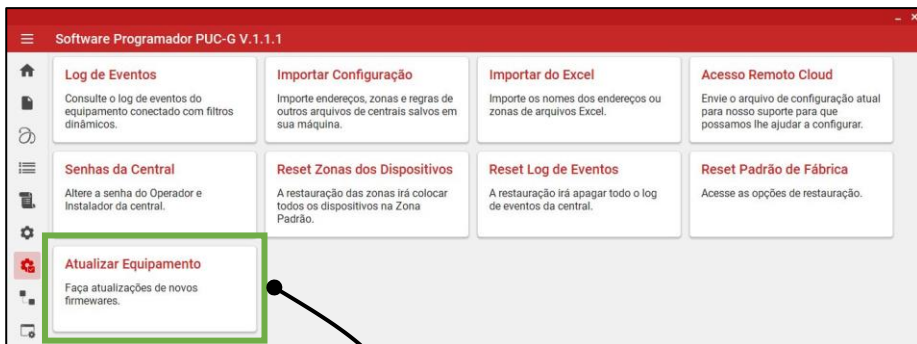 Software Programador PUC-G V.1.1.1
Log de Eventos
Consulte o log de eventos do
equipamento conectado com filtros
dinâmicos.
Importar Configuração
Importe endereços, zonas e regras de
outros arquivos de centrais salvos em
sua máquina.
Importar do Excel
Importe os nomes dos endereços ou
zonas de arquivos Excel.
Acesso Remoto Cloud
Envie o arquivo de configuração atual
para nosso suporte para que
possamos lhe ajudar a configurar.
Senhas da Central
Altere a senha do Operador e
Instalador da central.
Reset Zonas dos Dispositivos
A restauração das zonas irá colocar
todos os dispositivos na Zona
Padrão.
Reset Log de Eventos
A restauração irá apagar todo o log
de eventos da central.
Reset Padrão de Fábrica
Acesse as opções de restauração.
Atualizar Equipamento
Faça atualizações de novos
firmewares.